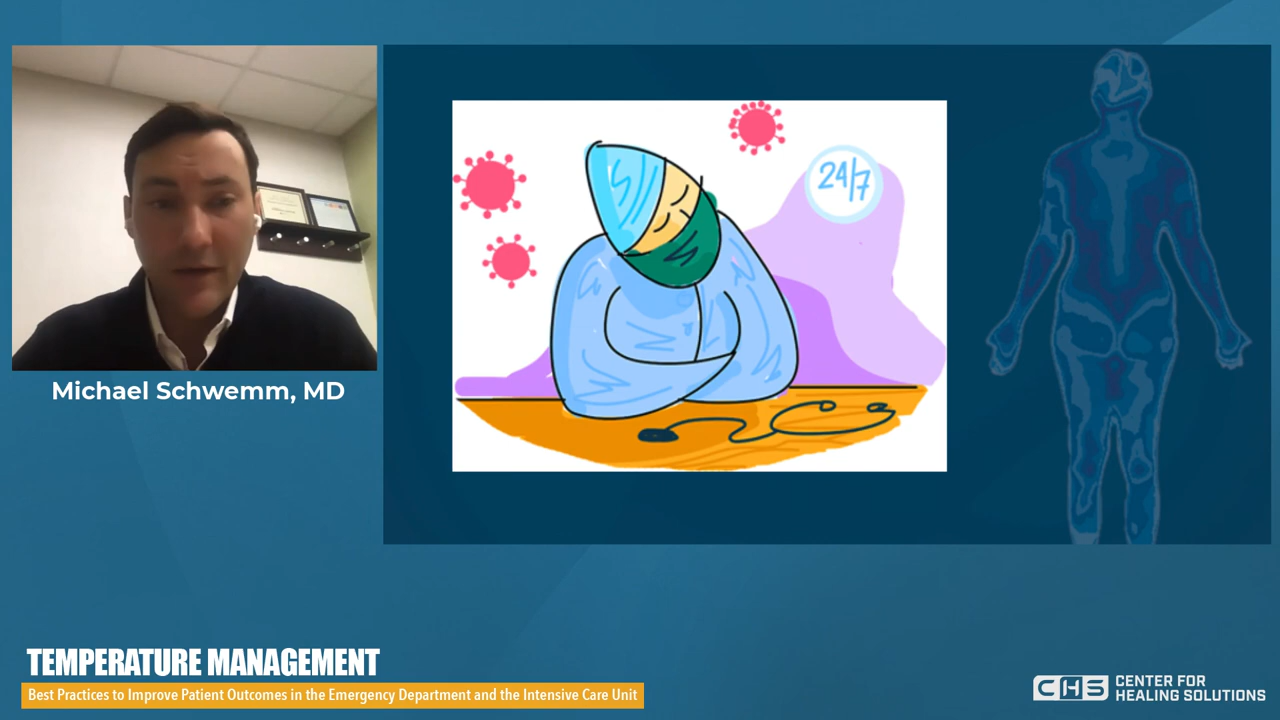 24/7
Michael Schwemm, MD
TEMPERATURE MANAGEMENT
Best Practices to Improve Patient Outcomes in the Emergency Department and the Intensive Care Unit
CHS
CENTER FOR
HEALING SOLUTIONS